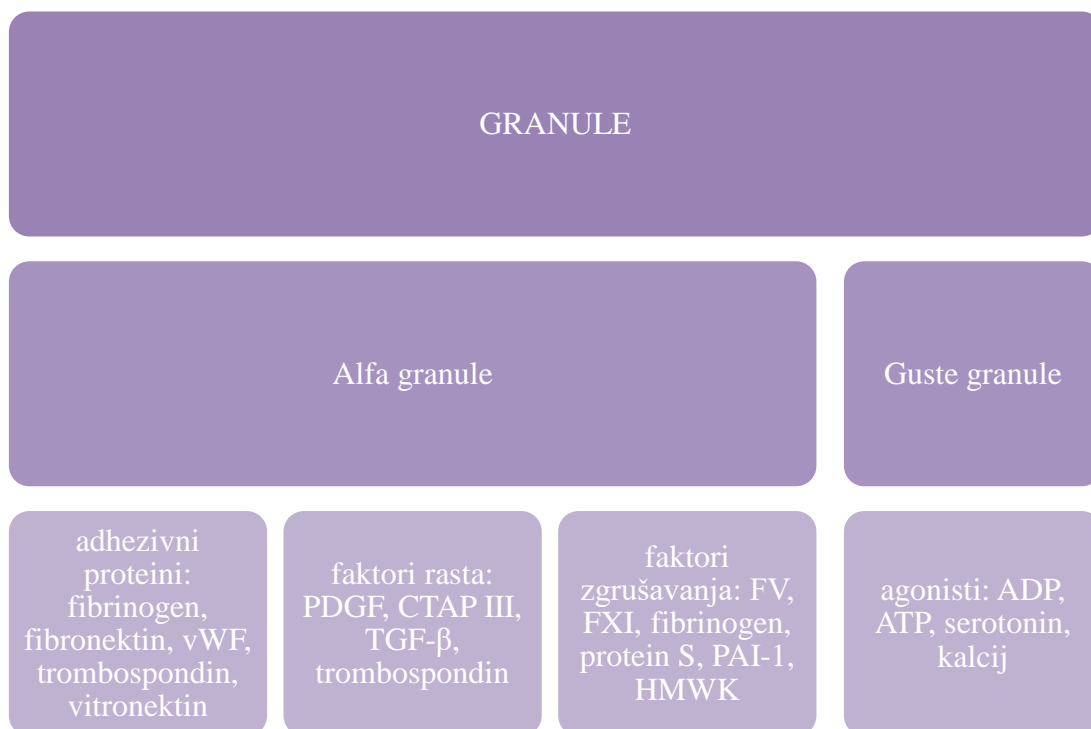 GRANULE
Alfa granule
Guste granule
adhezivni
proteini:
fibrinogen,
fibronektin, vWF,
trombospondin,
vitronektin
faktori rasta:
PDGF, CTAP III,
TGF-β,
trombospondin
faktori
zgrušavanja: FV,
FXI, fibrinogen,
protein S, PAI-1,
HMWK
agonisti: ADP,
ATP, serotonin,
kalcij